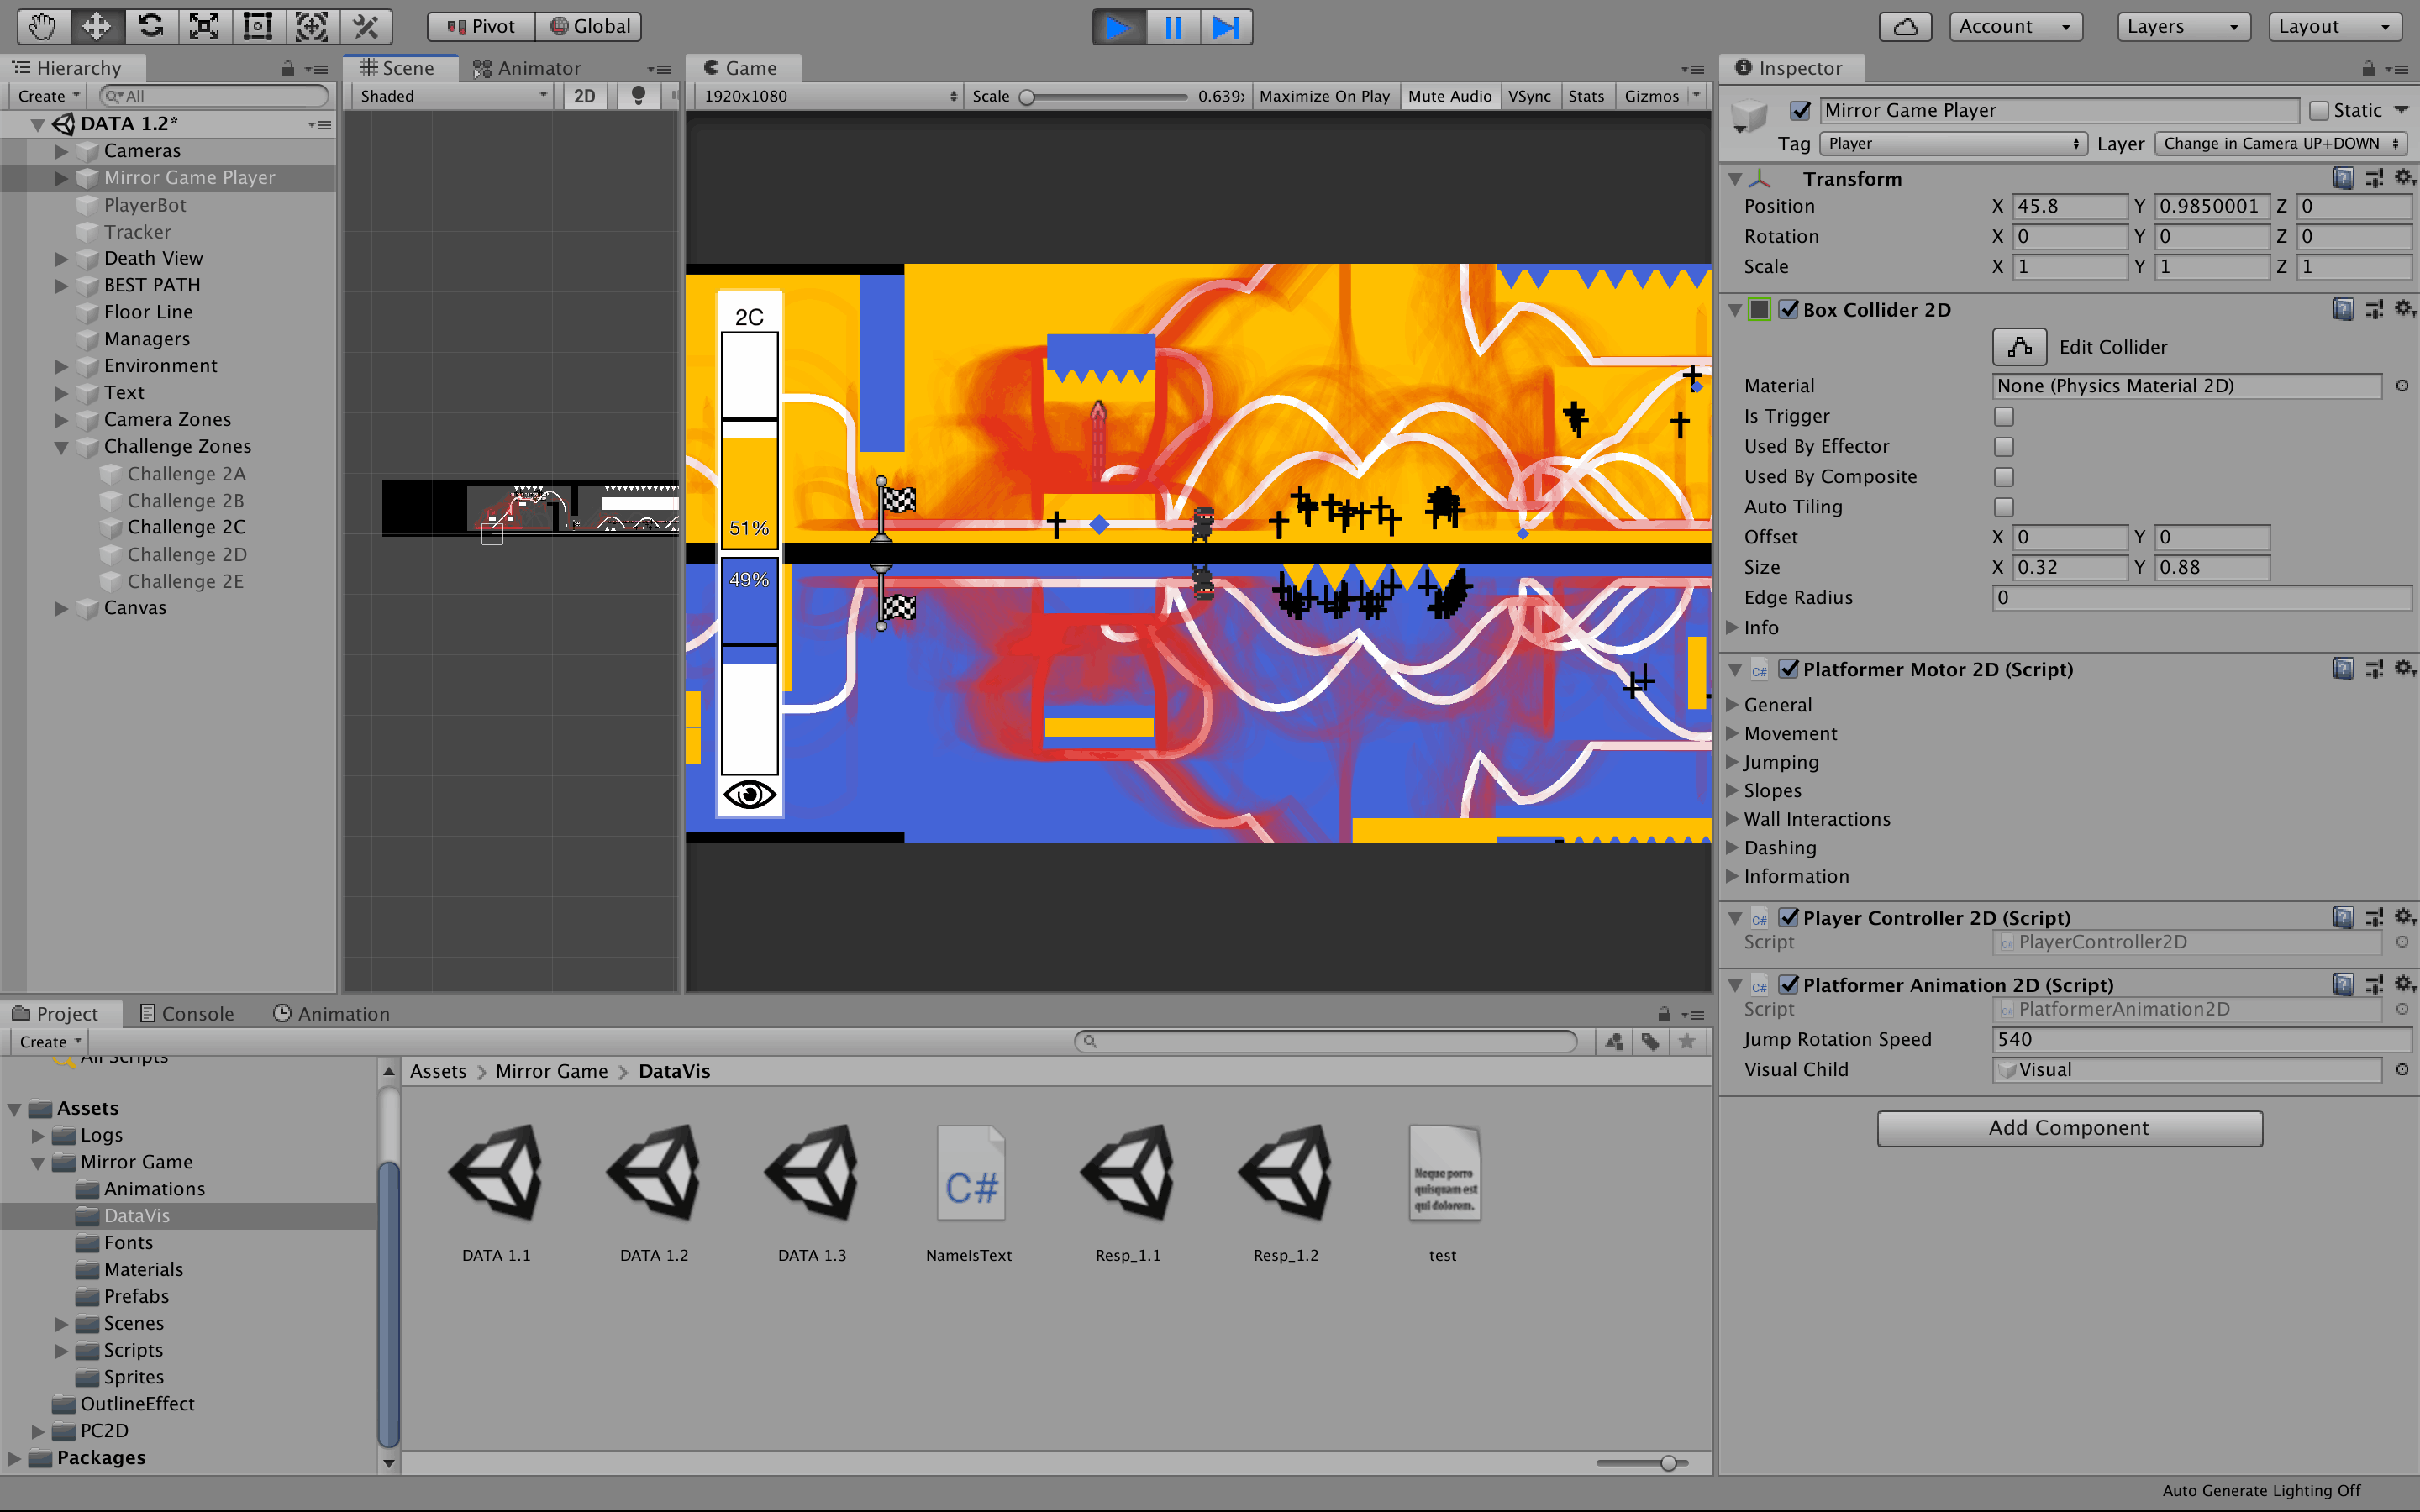 Pivot Global Account Layers Layout
Hierarchy Scene Animator Game Inspector
Create All Shaded 2D 1920x1080 Scale 0.639: Maximize On Play Mute Audio VSync Stats Gizmos
DATA 1.2*
Cameras
Mirror Game Player
PlayerBot
Tracker
Death View
BEST PATH
Floor Line
Managers
Environment
Text
Camera Zones
Challenge Zones
Challenge 2A
Challenge 2B
Challenge 2C
Challenge 2D
Challenge 2E
Canvas
2C
51%
49%
Mirror Game Player Static
Tag Player Layer Change in Camera UP+DOWN
Transform
Position X 45.8 Y 0.9850001 Z 0
Rotation X 0 Y 0 Z 0
Scale X 1 Y 1 Z 1
Box Collider 2D
Edit Collider
Material None (Physics Material 2D)
Is Trigger
Used By Effector
Used By Composite
Auto Tiling
Offset X 0 Y 0
Size X 0.32 Y 0.88
Edge Radius 0
Info
C# Platformer Motor 2D (Script)
General
Movement
Jumping
Slopes
Wall Interactions
Dashing
Information
C# Player Controller 2D (Script)
Script PlayerController2D
C# Platformer Animation 2D (Script)
Script PlatformerAnimation2D
Jump Rotation Speed 540
Visual Child Visual
Add Component
Project Console Animation
Create
All Scripts
Assets
Logs
Mirror Game
Animations
DataVis
Fonts
Materials
Prefabs
Scenes
Scripts
Sprites
OutlineEffect
PC2D
Packages
Assets > Mirror Game > DataVis
C#
Neque porro
quisquam est
qui dolorem.
DATA 1.1 DATA 1.2 DATA 1.3 NameIsText Resp_1.1 Resp_1.2 test
Auto Generate Lighting Off